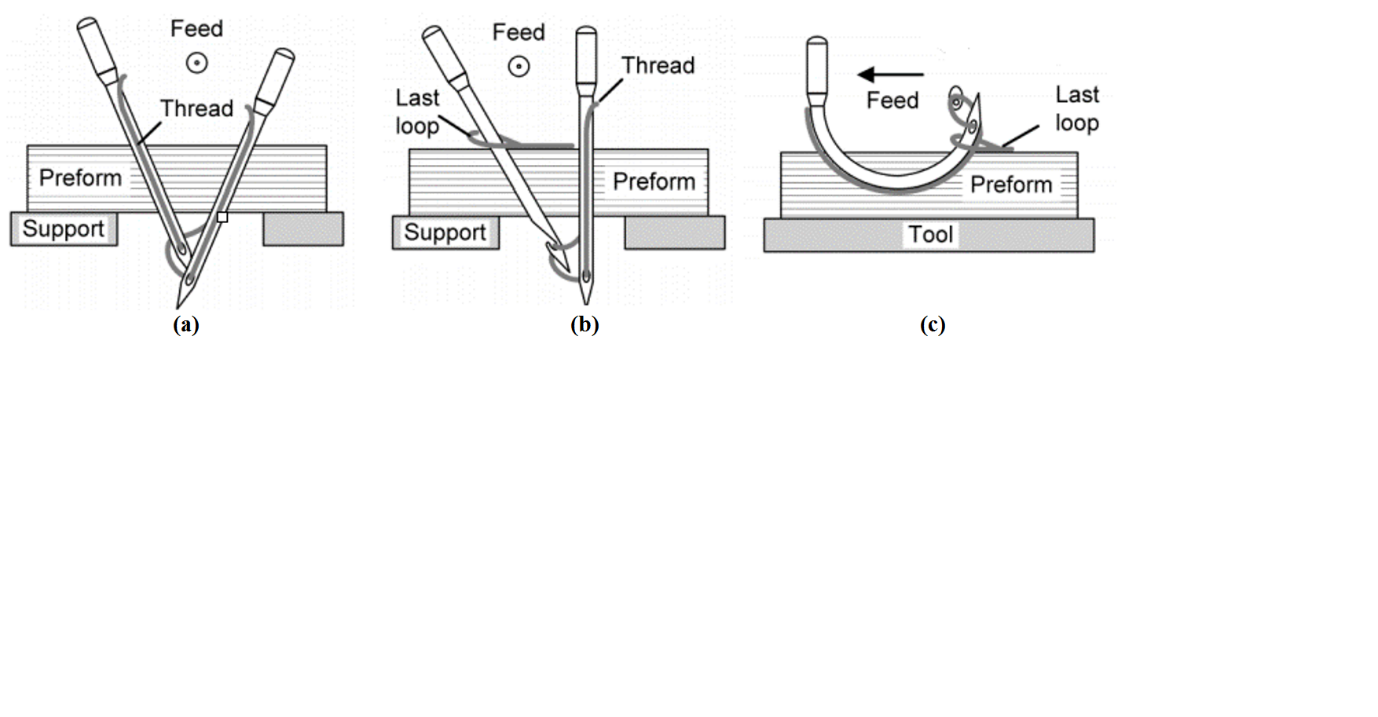 Feed
Thread
Preform
Support
(a)
Feed
Thread
Last
loop
Preform
Support
(b)
Feed
Last
loop
Preform
Tool
(c)